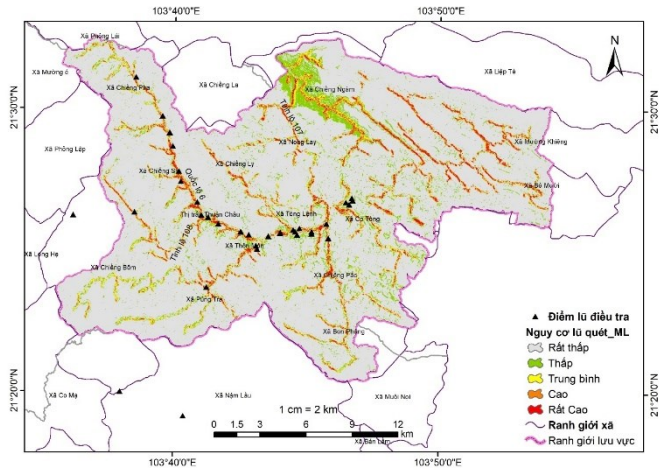 103°40'0"E
103°50'0"E
Xã Phỏng Lái
N
Xã Mường é
Xã Chiềng Pha
Xã Chiềng La
Xã Chiềng Ngàm
Xã Liệp Tè
21°30'0"N
21°30'0"N
Tỉnh lộ 107
Xã Phỏng Lập
Xã Noong Lay
Xã Mường Khiêng
Xã Chiềng Ly
Quốc lộ 6
Xã Bó Mười
Thị trấn Thuận Châu
Xã Tông Lạnh
Xã Tông Cọ
Tỉnh lộ 108
Xã Thôm Mòn
Xã Long Hẹ
Xã Chiềng Bôm
Xã Chiềng Pấc
Xã Púng Tra
Xã Bon Phặng
Điểm lũ điều tra
Nguy cơ lũ quét_ML
Rất thấp
Thấp
Trung bình
Cao
Rất Cao
Ranh giới xã
Ranh giới lưu vực
21°20'0"N
21°20'0"N
Xã Co Mạ
Xã Nậm Lầu
Xã Muổi Nọi
1 cm = 2 km
0 1.5 3 6 9 12
km
Xã Bản Lầm
103°40'0"E
103°50'0"E